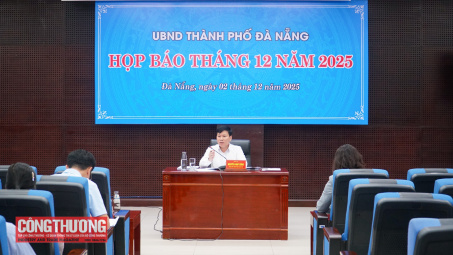 UBND THÀNH PHỐ ĐÀ NẴNG
HỌP BÁO THÁNG 12 NĂM 2025
Đà Nẵng, ngày 02 tháng 12 năm 2025
CÔNG THƯƠNG